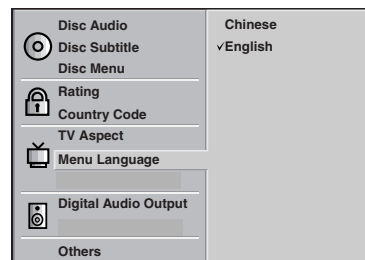 Disc Audio
Disc Subtitle
Disc Menu
Rating
Country Code
TV Aspect
Menu Language
Digital Audio Output
Others
Chinese
✓English